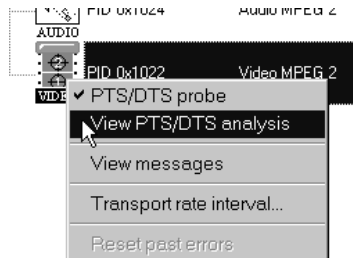 PID 0x1024 Audio MPEG 2
AUDIO
PID 0x1022 Video MPEG 2
PTS/DTS probe
View PTS/DTS analysis
View messages
Transport rate interval...
Reset past errors